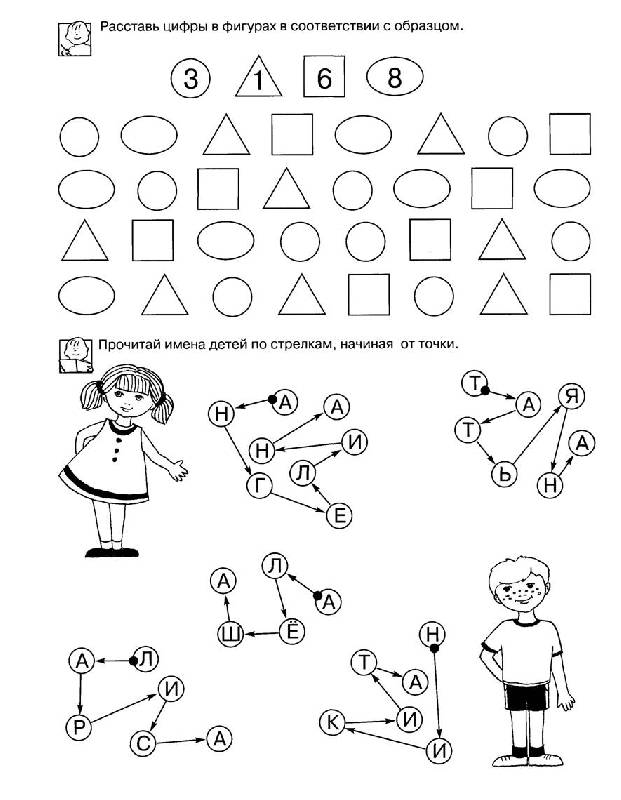 Расставь цифры в фигурах в соответствии с образцом.
3 1 6 8
Прочитай имена детей по стрелкам, начиная от точки.
А Н Г Е Л И Н А
Т А Т Ь Я Н А
А Л Ё Ш А
Л А Р И С А
Н И К И Т А